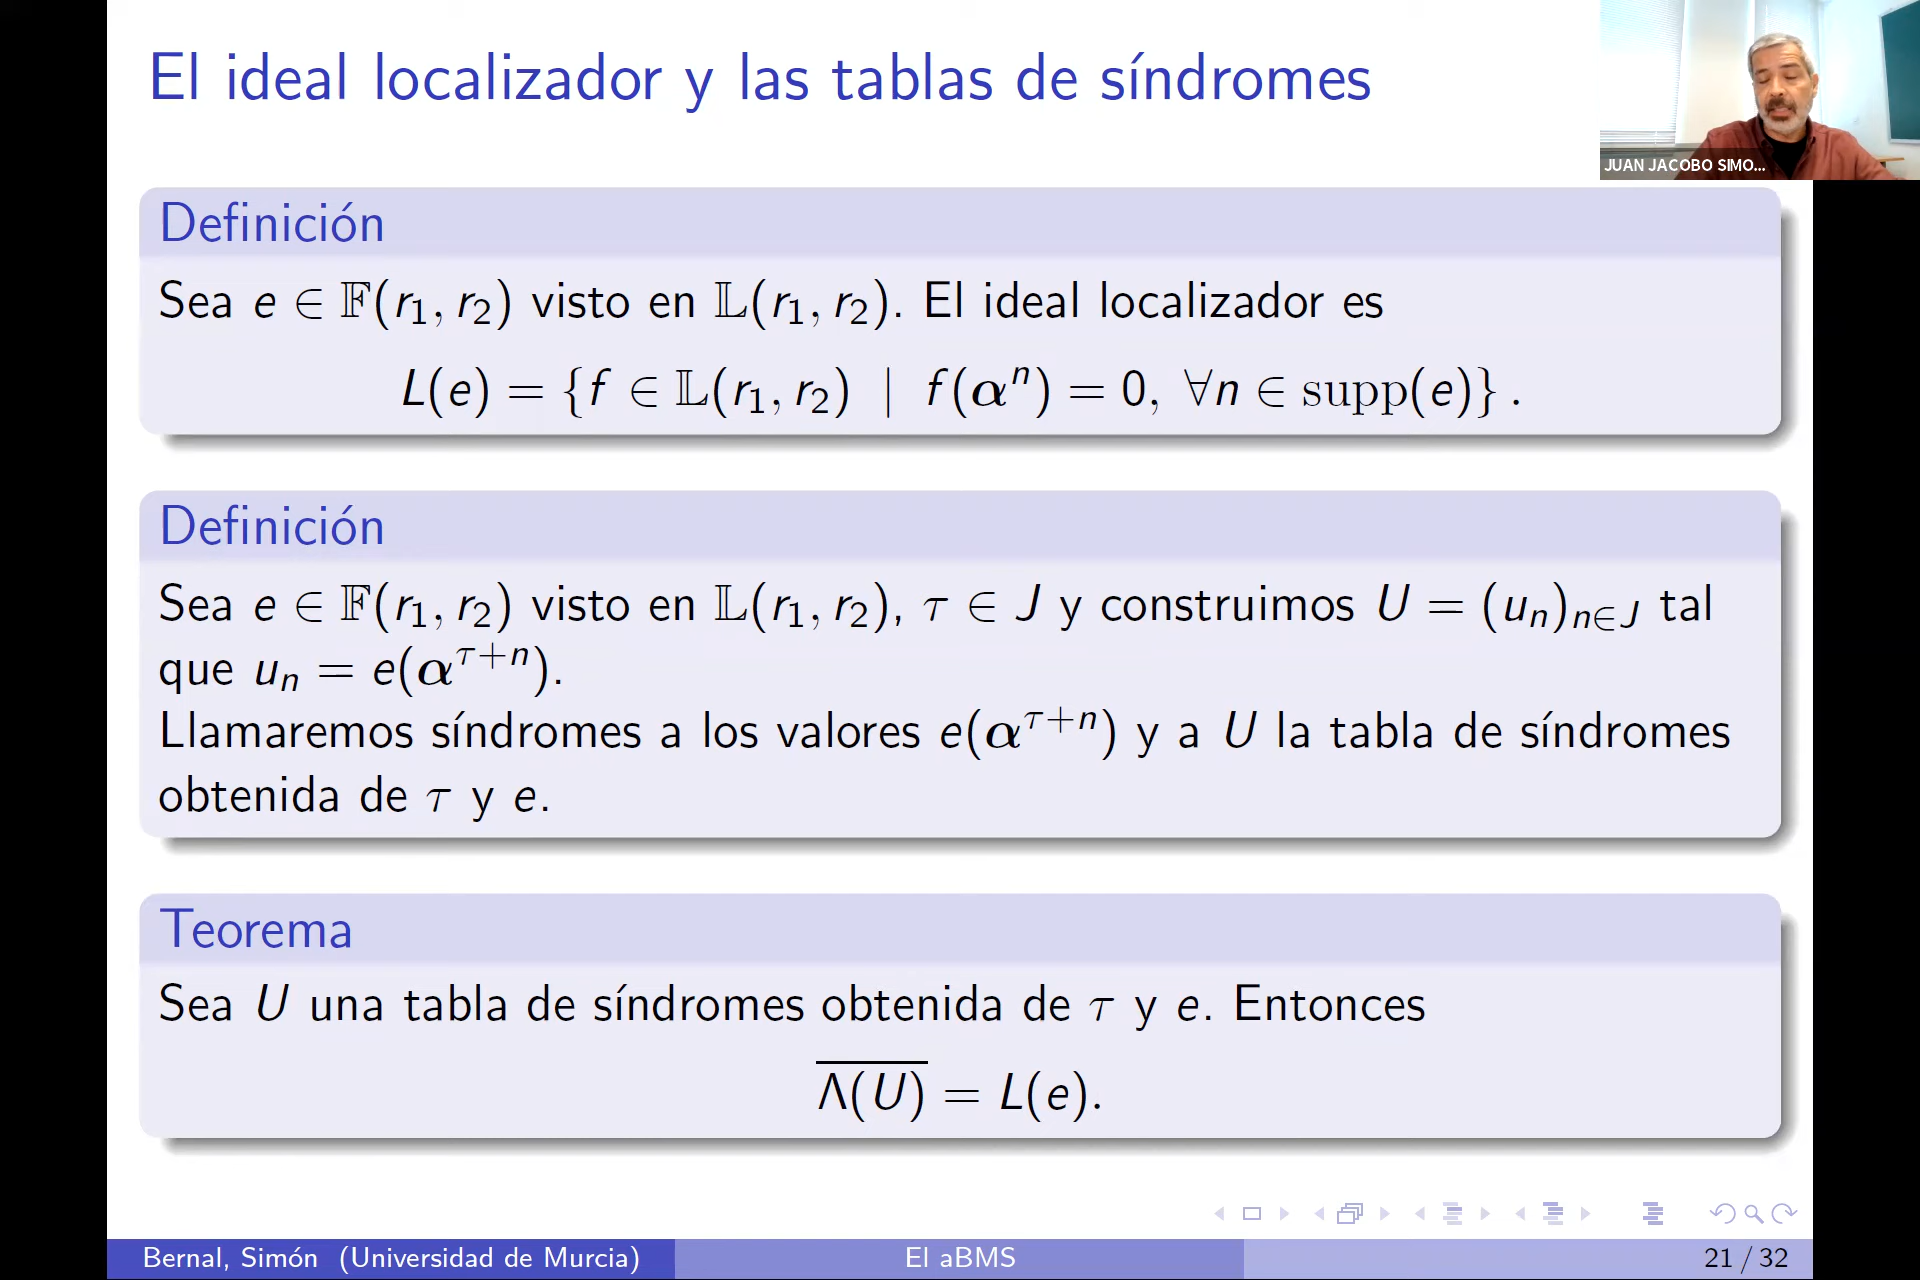 El ideal localizador y las tablas de síndromes
JUAN JACOBO SIMO...
Definición
Sea e ∈ 𝔽(r₁, r₂) visto en 𝕃(r₁, r₂). El ideal localizador es
L(e) = {f ∈ 𝕃(r₁, r₂) | f(αⁿ) = 0, ∀n ∈ supp(e)} .
Definición
Sea e ∈ 𝔽(r₁, r₂) visto en 𝕃(r₁, r₂), τ ∈ J y construimos U = (uₙ)ₙ∈J tal
que uₙ = e(α^{τ+n}).
Llamaremos síndromes a los valores e(α^{τ+n}) y a U la tabla de síndromes
obtenida de τ y e.
Teorema
Sea U una tabla de síndromes obtenida de τ y e. Entonces
\overline{Λ(U)} = L(e).
Bernal, Simón (Universidad de Murcia)
El aBMS
21 / 32